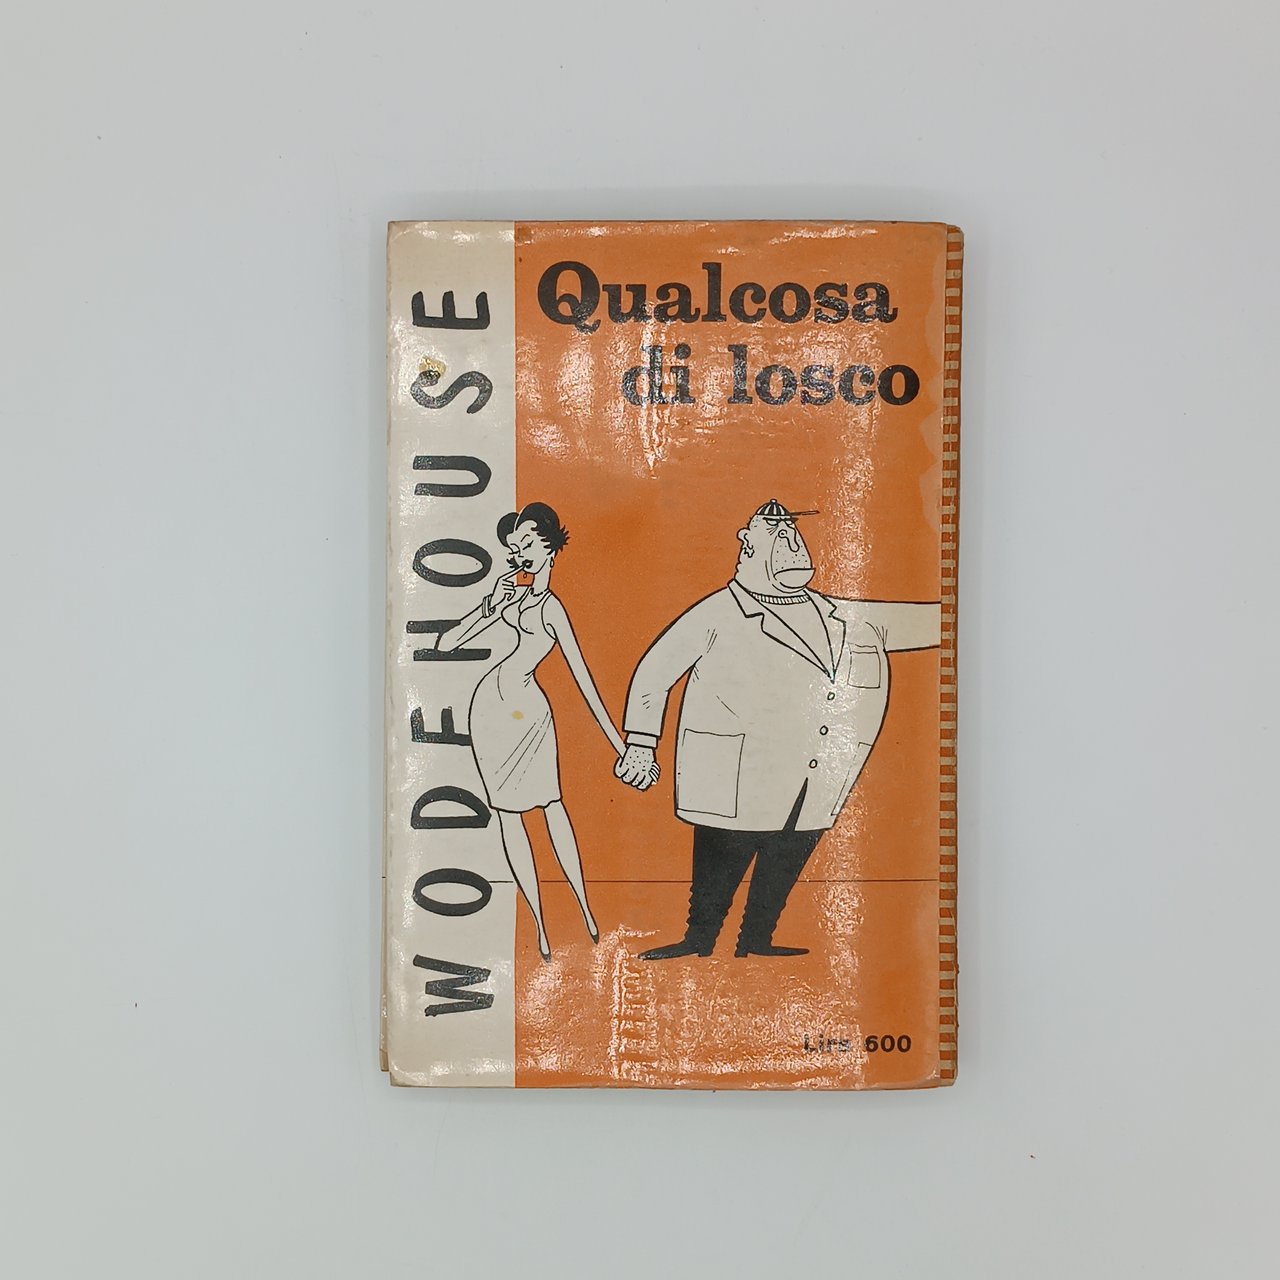 WODEHOUSE
Qualcosa
di losco
Lire 600